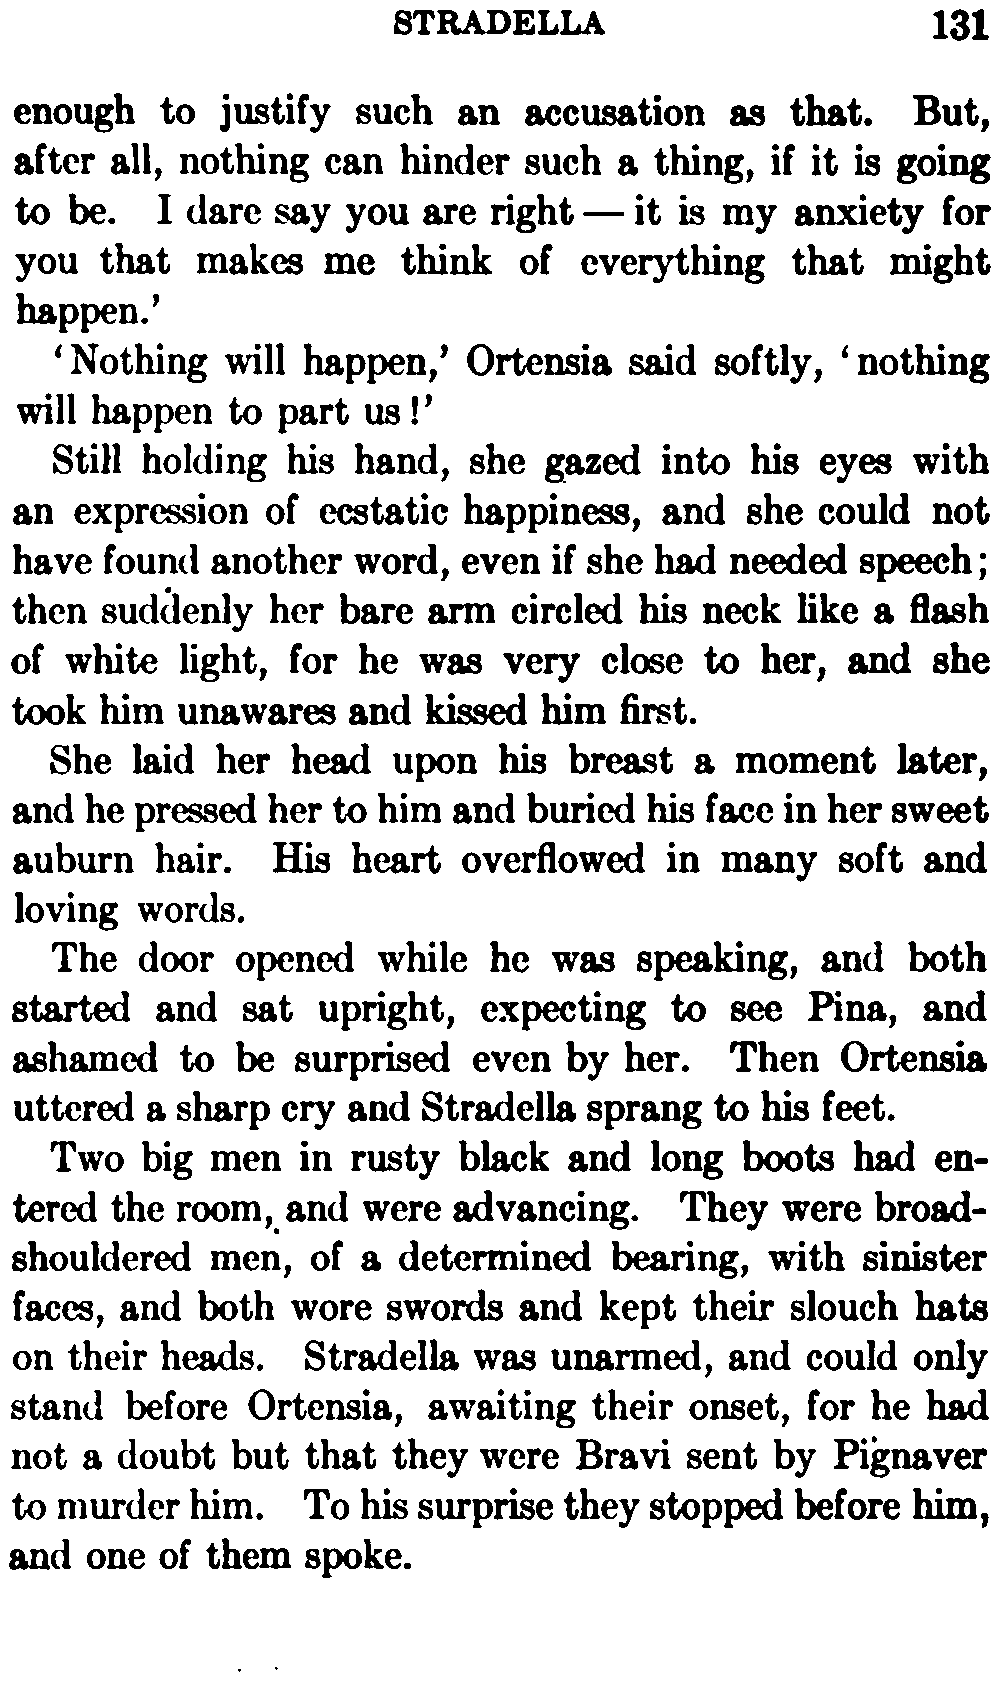 STRADELLA 131
enough to justify such an accusation as that. But,
after all, nothing can hinder such a thing, if it is going
to be. I dare say you are right — it is my anxiety for
you that makes me think of everything that might
happen.'
'Nothing will happen,' Ortensia said softly, 'nothing
will happen to part us!'
Still holding his hand, she gazed into his eyes with
an expression of ecstatic happiness, and she could not
have found another word, even if she had needed speech;
then suddenly her bare arm circled his neck like a flash
of white light, for he was very close to her, and she
took him unawares and kissed him first.
She laid her head upon his breast a moment later,
and he pressed her to him and buried his face in her sweet
auburn hair. His heart overflowed in many soft and
loving words.
The door opened while he was speaking, and both
started and sat upright, expecting to see Pina, and
ashamed to be surprised even by her. Then Ortensia
uttered a sharp cry and Stradella sprang to his feet.
Two big men in rusty black and long boots had en-
tered the room, and were advancing. They were broad-
shouldered men, of a determined bearing, with sinister
faces, and both wore swords and kept their slouch hats
on their heads. Stradella was unarmed, and could only
stand before Ortensia, awaiting their onset, for he had
not a doubt but that they were Bravi sent by Pignaver
to murder him. To his surprise they stopped before him,
and one of them spoke.